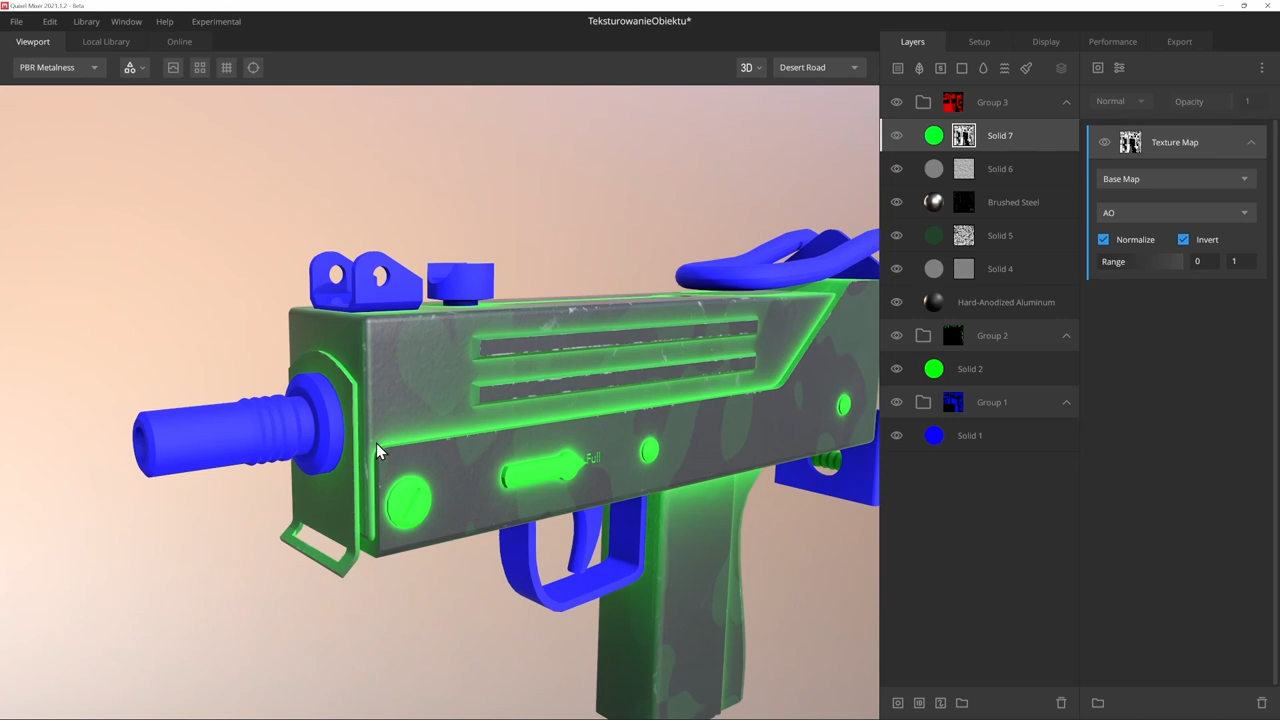 Quixel Mixer 2021.1.2 - Beta
File Edit Library Window Help Experimental
TeksturowanieObiektu*
Viewport Local Library Online
Layers Setup Display Performance Export
PBR Metalness
3D
Desert Road
Group 3
Solid 7
Solid 6
Brushed Steel
Solid 5
Solid 4
Hard-Anodized Aluminum
Group 2
Solid 2
Group 1
Solid 1
Normal Opacity 1
Texture Map
Base Map
AO
Normalize Invert
Range 0 1
Full